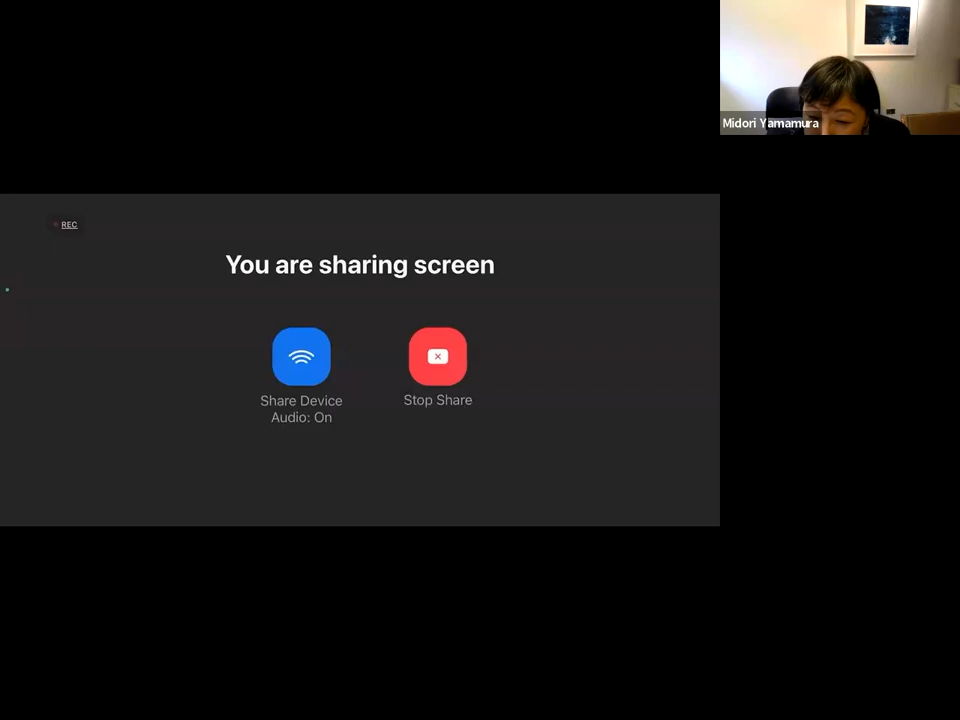 Midori Yamamura
REC
You are sharing screen
Share Device
Audio: On
Stop Share